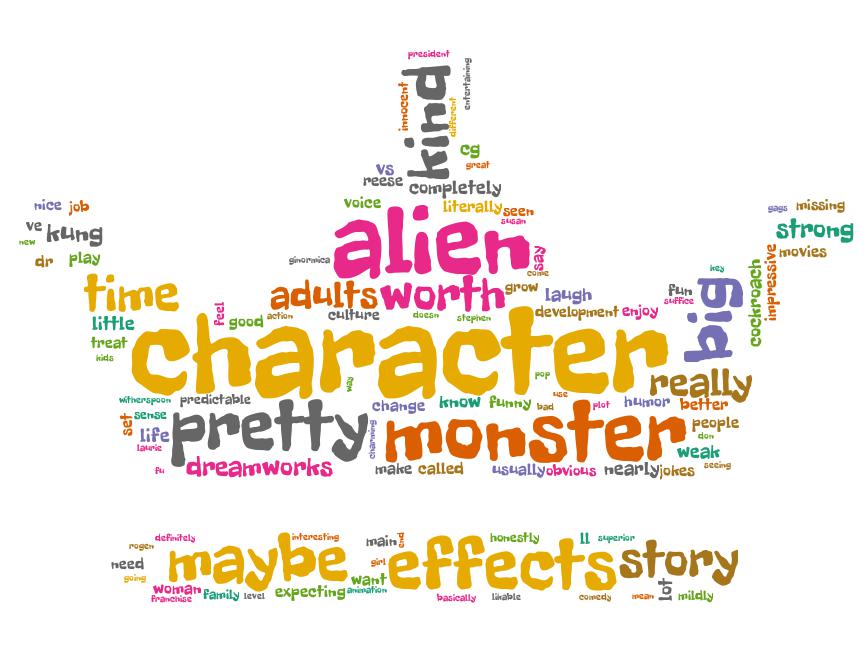 president
kind
innocent
different
entertaining
cg
great
vs
reese
completely
voice
literally seen
susan
nice job
ve kung
new
dr play
alien
say
ginormica
come
gags missing
strong
movies
impressive
cockroach
key
big
fun
suffice
time
adults worth grow
laugh
little
feel
good
action
culture
doesn
stephen
development enjoy
treat
kids
character
way
pop
really
witherspoon predictable
use
change know funny bad plot humor better
set
sense
life
laurie
pretty
charming
monster
people
don
weak
fu
dreamworks
make called
usually obvious nearly jokes seeing
definitely
rogen
interesting
main
end
honestly
ll superior
need
going
maybe
girl
effects
story
want
woman
franchise
family level expecting animation
basically likable
comedy
mean
lot
mildly